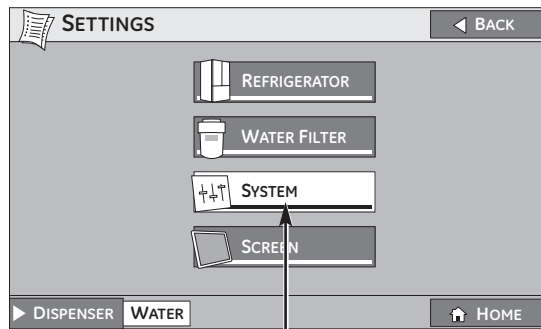 SETTINGS
BACK
REFRIGERATOR
WATER FILTER
SYSTEM
SCREEN
DISPENSER WATER
HOME